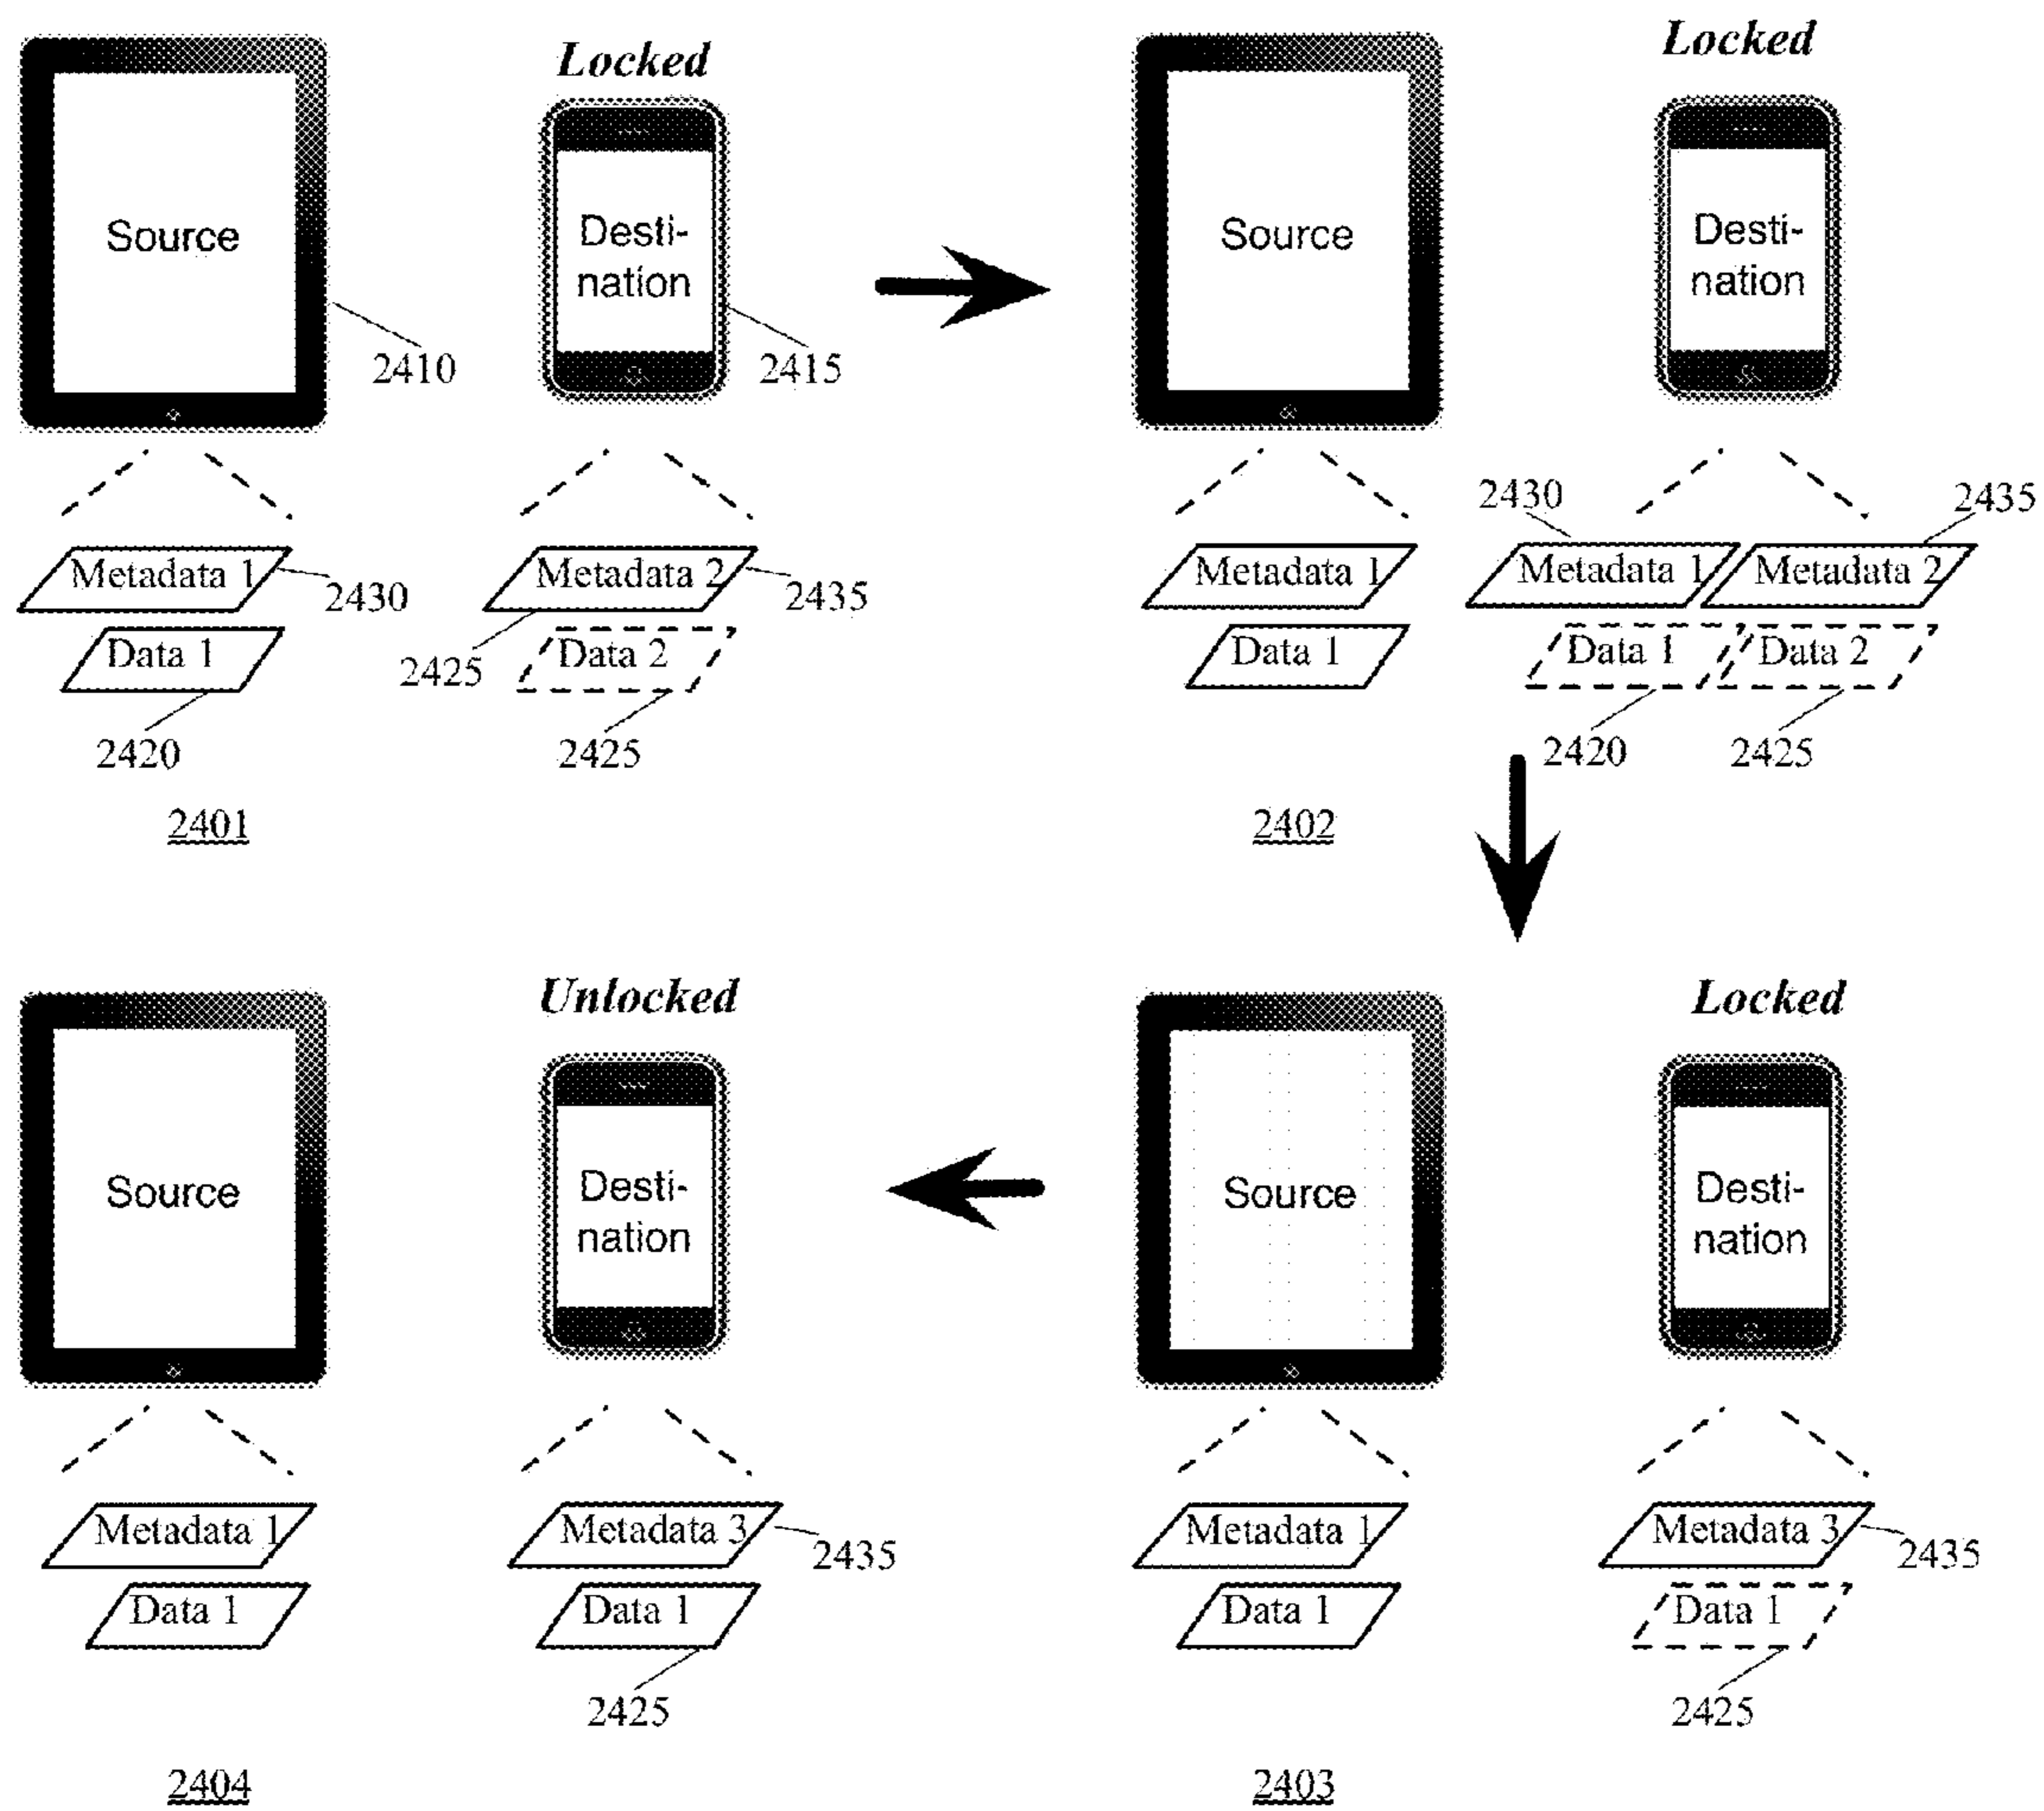 Locked
Source
Desti-
nation
2410
2415
Metadata 1
2430
Metadata 2
2435
Data 1
2425
Data 2
2420
2425
2401
Locked
Source
Desti-
nation
2430
2435
Metadata 1
Metadata 1
Metadata 2
Data 1
Data 1
Data 2
2420
2425
2402
Unlocked
Source
Desti-
nation
Metadata 1
Metadata 3
2435
Data 1
Data 1
2425
2404
Locked
Source
Desti-
nation
Metadata 1
Metadata 3
2435
Data 1
Data 1
2425
2403